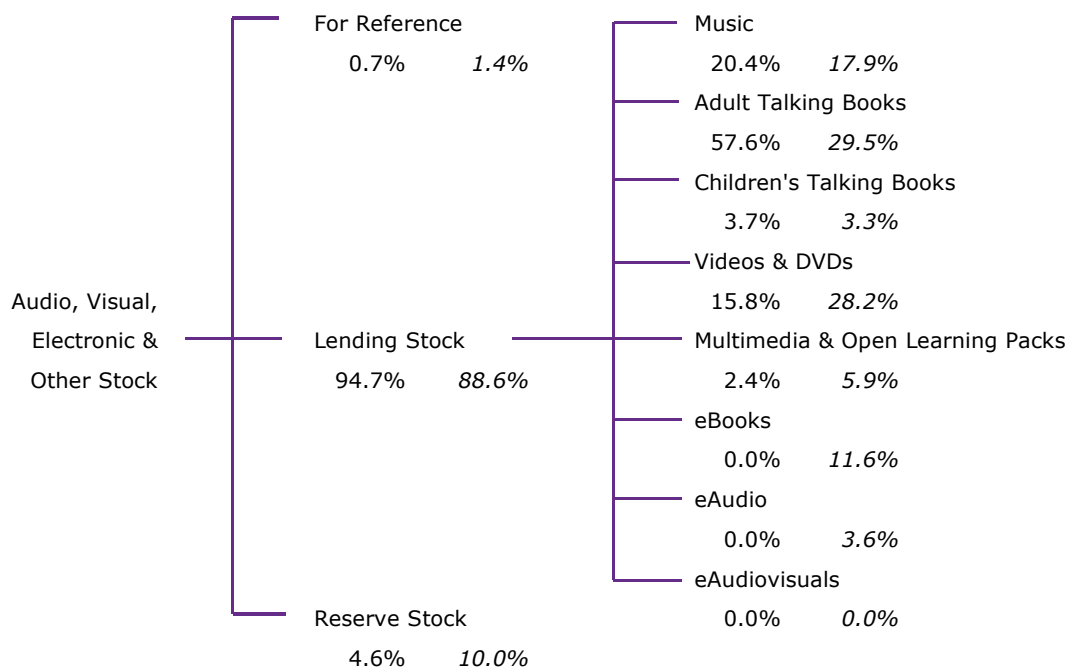 Audio, Visual,
Electronic &
Other Stock
For Reference
0.7% 1.4%
Lending Stock
94.7% 88.6%
Reserve Stock
4.6% 10.0%
Music
20.4% 17.9%
Adult Talking Books
57.6% 29.5%
Children's Talking Books
3.7% 3.3%
Videos & DVDs
15.8% 28.2%
Multimedia & Open Learning Packs
2.4% 5.9%
eBooks
0.0% 11.6%
eAudio
0.0% 3.6%
eAudiovisuals
0.0% 0.0%